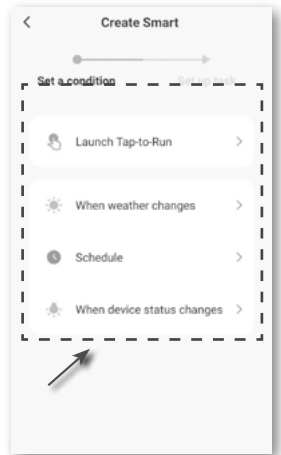 Create Smart
Set a condition Set up task
Launch Tap-to-Run
When weather changes
Schedule
When device status changes